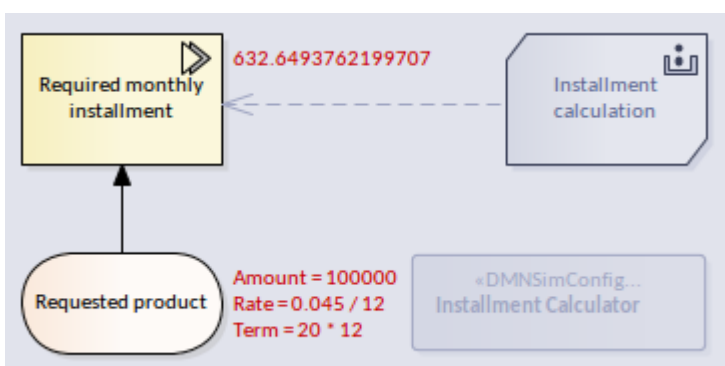 Required monthly
installment
632.6493762199707
Installment
calculation
Requested product
Amount = 100000
Rate = 0.045 / 12
Term = 20 * 12
«DMNSimConfig...
Installment Calculator